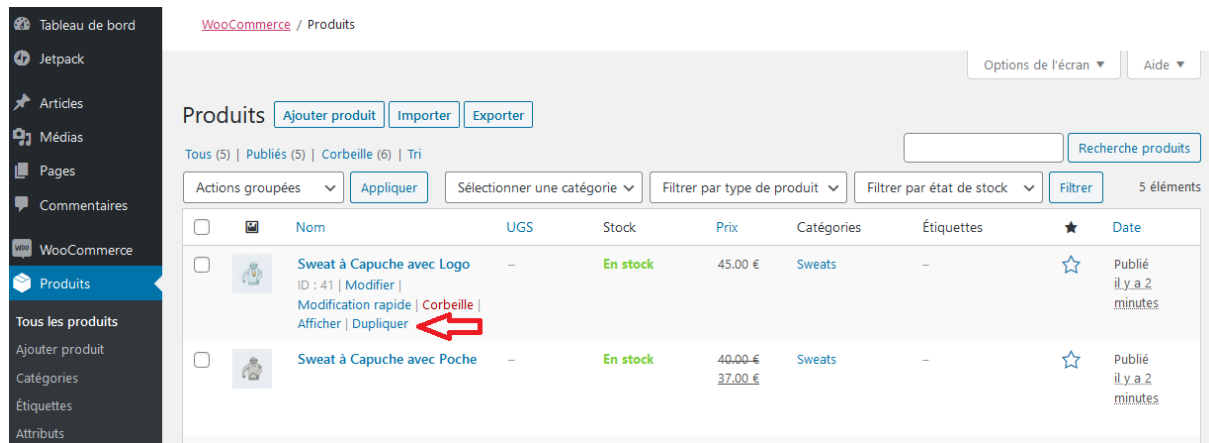 Tableau de bord
Jetpack
Articles
Médias
Pages
Commentaires
WooCommerce
Produits
Tous les produits
Ajouter produit
Catégories
Étiquettes
Attributs
WooCommerce / Produits
Options de l'écran ▼ Aide ▼
Produits Ajouter produit Importer Exporter
Tous (5) | Publiés (5) | Corbeille (6) | Tri
Recherche produits
Actions groupées Appliquer Sélectionner une catégorie Filtrer par type de produit Filtrer par état de stock Filtrer 5 éléments
Nom UGS Stock Prix Catégories Étiquettes ★ Date
Sweat à Capuche avec Logo – En stock 45.00 € Sweats – Publié
ID : 41 | Modifier | il y a 2
Modification rapide | Corbeille | minutes
Afficher | Dupliquer
Sweat à Capuche avec Poche – En stock 40.00 € Sweats – Publié
37.00 € il y a 2
minutes